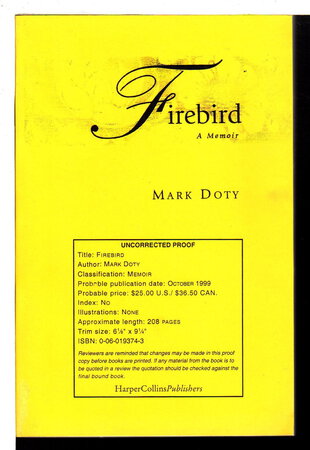 Firebird
A Memoir
MARK DOTY
UNCORRECTED PROOF
Title: FIREBIRD
Author: MARK DOTY
Classification: MEMOIR
Probable publication date: OCTOBER 1999
Probable price: $25.00 U.S./ $36.50 CAN.
Index: NO
Illustrations: NONE
Approximate length: 208 PAGES
Trim size: 6⅛" x 9¼"
ISBN: 0-06-019374-3
Reviewers are reminded that changes may be made in this proof
copy before books are printed. If any material from the book is to
be quoted in a review the quotation should be checked against the
final bound book.
HarperCollinsPublishers